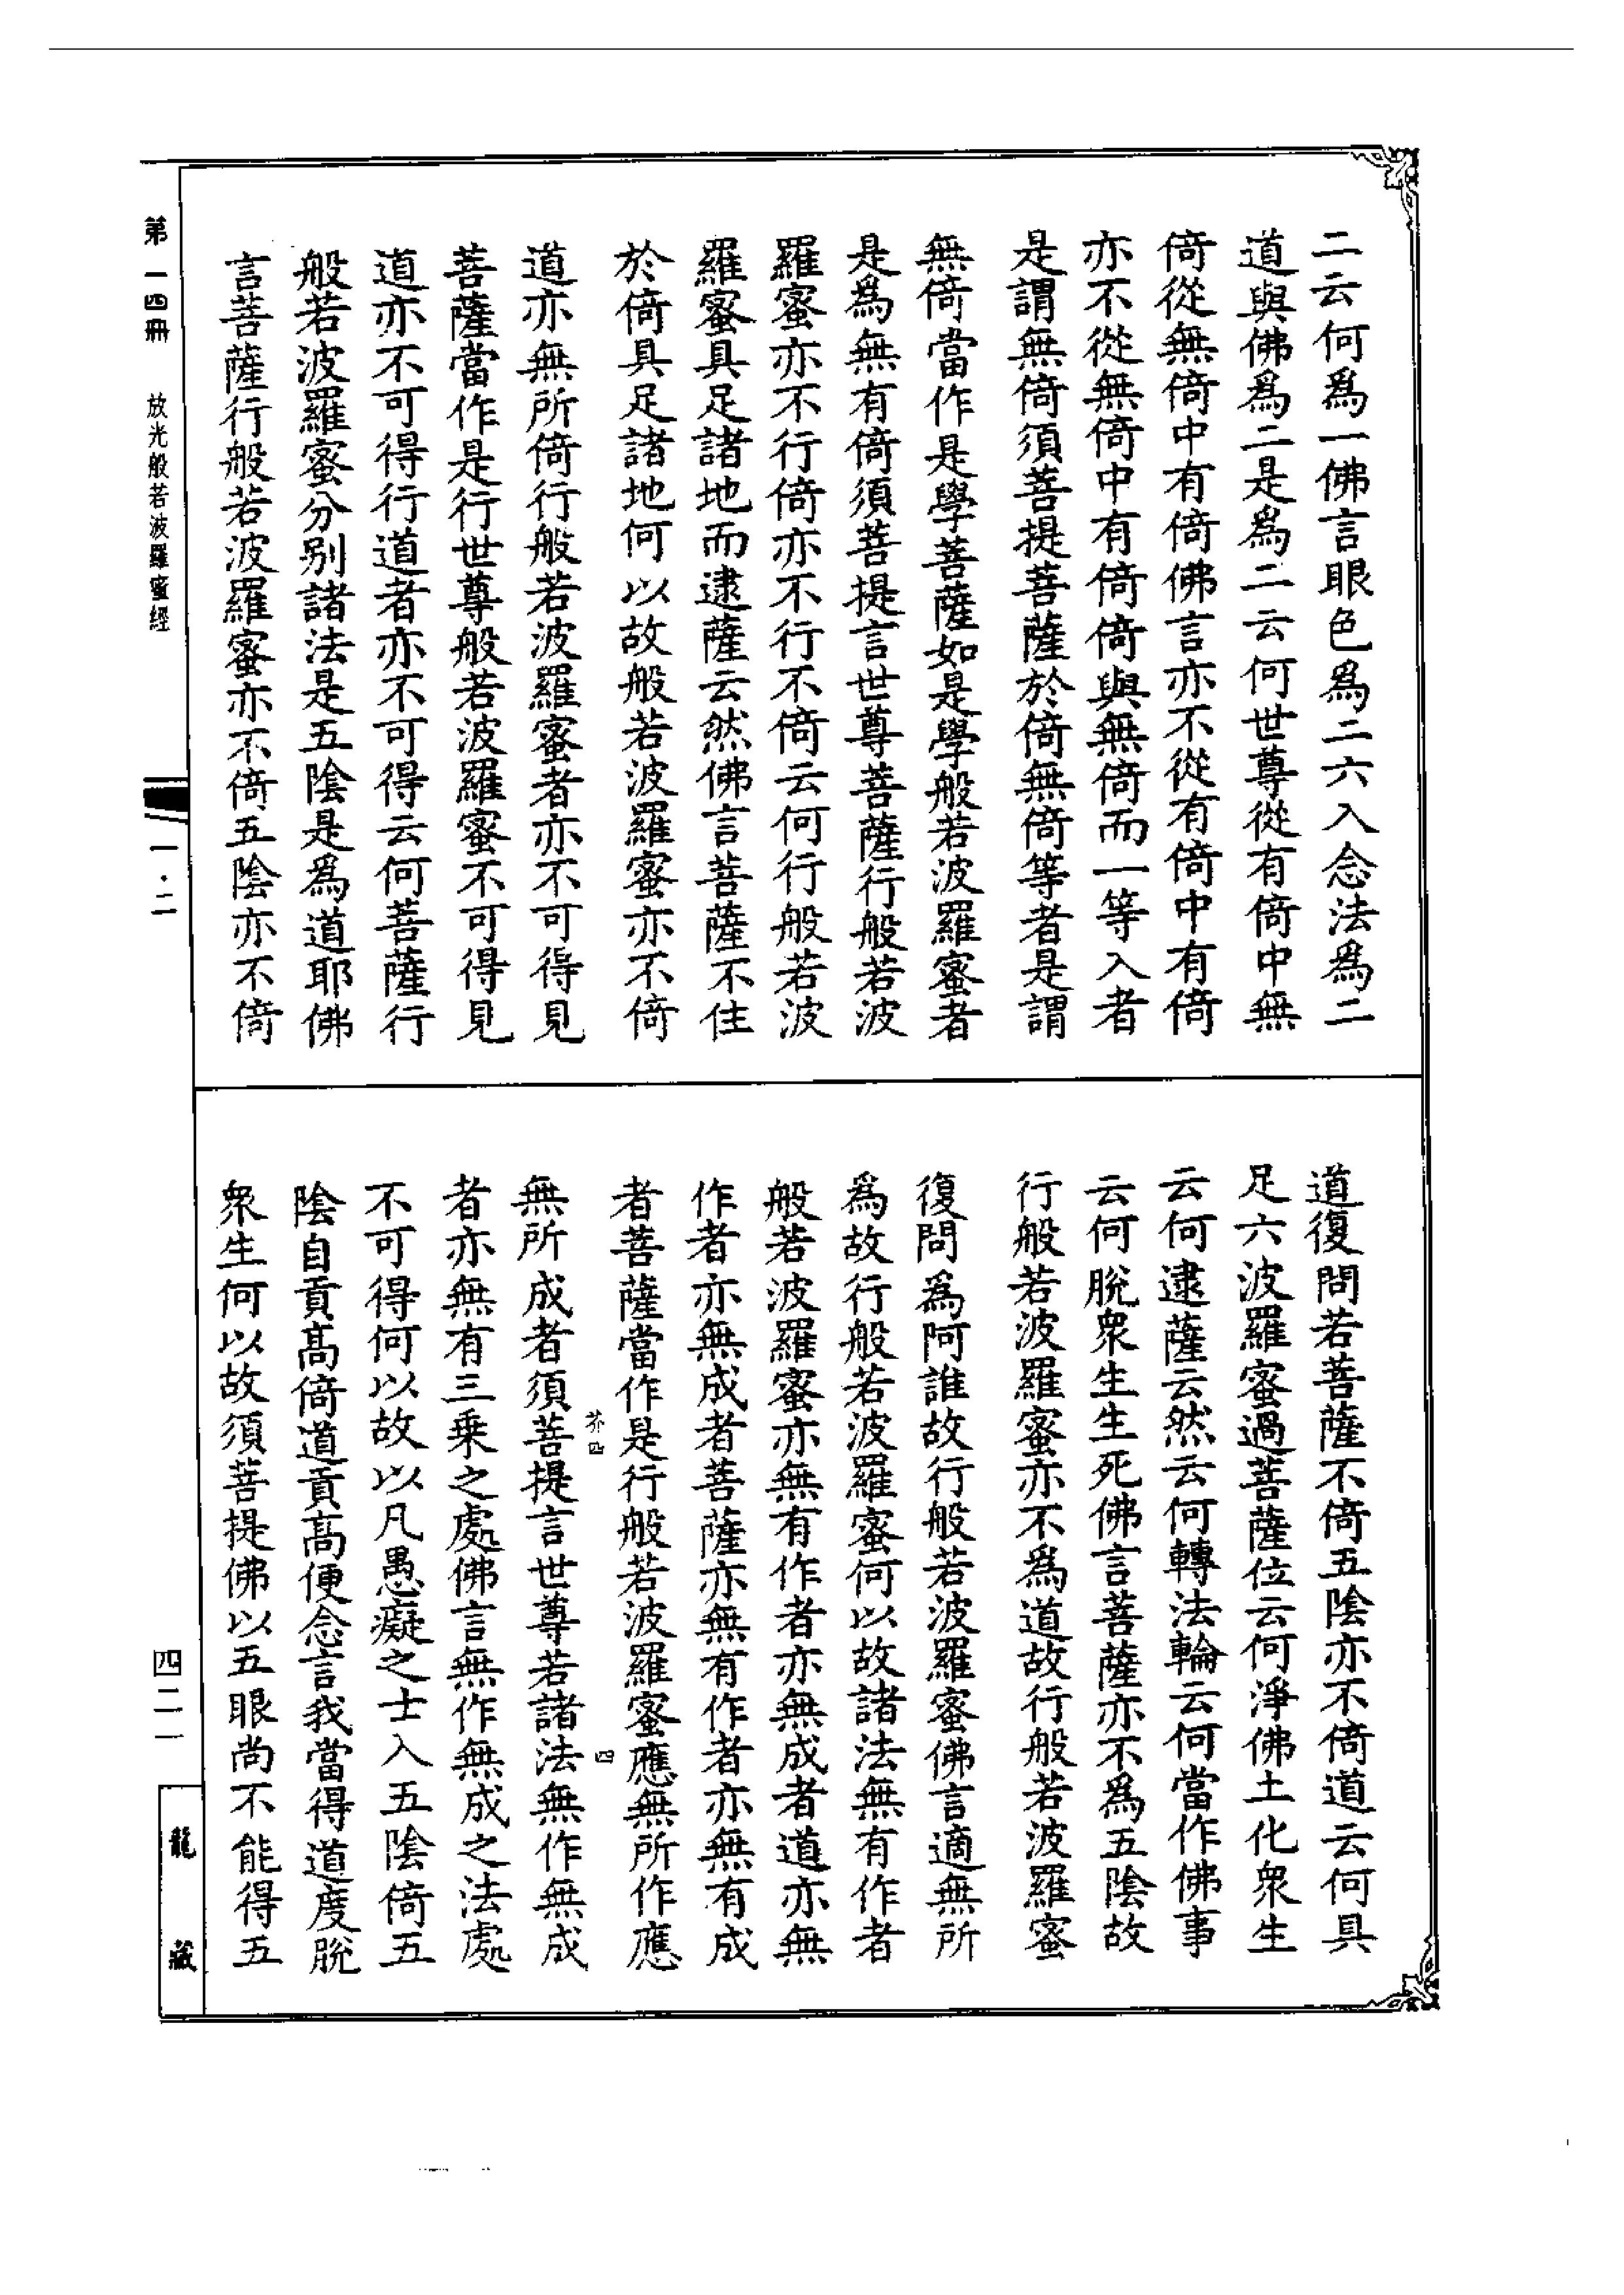 二云何爲一佛言眼色爲二六入念法爲二
道與佛爲二是爲二云何世尊從有倚中無
倚從無倚中有倚佛言亦不從有倚中有倚
亦不從無倚中有倚倚與無倚而一等入者
是謂無倚須菩提菩薩於倚無倚等者是謂
無倚當作是學菩薩如是學般若波羅蜜者
是爲無有倚須菩提言世尊菩薩行般若波
羅蜜亦不行倚亦不行不倚云何行般若波
羅蜜具足諸地而逮薩云然佛言菩薩不住
於倚具足諸地何以故般若波羅蜜亦不倚
道亦無所倚行般若波羅蜜者亦不可得見
菩薩當作是行世尊般若波羅蜜不可得見
道亦不可得行道者亦不可得云何菩薩行
般若波羅蜜分別諸法是五陰是爲道耶佛
言菩薩行般若波羅蜜亦不倚五陰亦不倚
道復問若菩薩不倚五陰亦不倚道云何具
足六波羅蜜過菩薩位云何淨佛土化衆生
云何逮薩云然云何轉法輪云何當作佛事
云何脫衆生生死佛言菩薩亦不爲五陰故
行般若波羅蜜亦不爲道故行般若波羅蜜
復問爲阿誰故行般若波羅蜜佛言適無所
爲故行般若波羅蜜何以故諸法無有作者
般若波羅蜜亦無有作者亦無成者道亦無
作者亦無成者菩薩亦無有作者亦無有成
者菩薩當作是行般若波羅蜜應無所作應
芥四 四
無所成者須菩提言世尊若諸法無作無成
者亦無有三乘之處佛言無作無成之法處
不可得何以故以凡愚癡之士入五陰倚五
陰自貢高倚道貢高便念言我當得道度脫
衆生何以故須菩提佛以五眼尚不能得五
第一四冊 放光般若波羅蜜經
一·二
四二一
龍藏